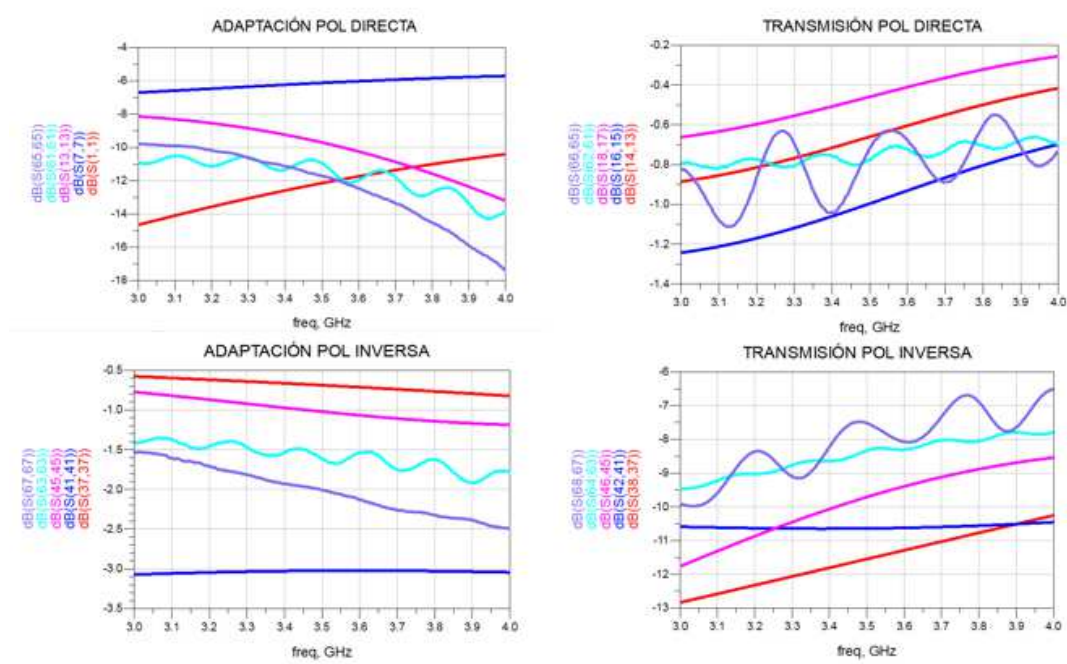 ADAPTACIÓN POL DIRECTA
-4
-6
-8
-10
-12
-14
-16
-18
dB(S(65,65))
dB(S(61,61))
dB(S(13,13))
dB(S(7,7))
dB(S(1,1))
3.0 3.1 3.2 3.3 3.4 3.5 3.6 3.7 3.8 3.9 4.0
freq, GHz
TRANSMISIÓN POL DIRECTA
-0.2
-0.4
-0.6
-0.8
-1.0
-1.2
-1.4
dB(S(66,65))
dB(S(62,61))
dB(S(18,17))
dB(S(16,15))
dB(S(14,13))
3.0 3.1 3.2 3.3 3.4 3.5 3.6 3.7 3.8 3.9 4.0
freq, GHz
ADAPTACIÓN POL INVERSA
-0.5
-1.0
-1.5
-2.0
-2.5
-3.0
-3.5
dB(S(67,67))
dB(S(63,63))
dB(S(45,45))
dB(S(41,41))
dB(S(37,37))
3.0 3.1 3.2 3.3 3.4 3.5 3.6 3.7 3.8 3.9 4.0
freq, GHz
TRANSMISIÓN POL INVERSA
-6
-7
-8
-9
-10
-11
-12
-13
dB(S(68,67))
dB(S(64,63))
dB(S(46,45))
dB(S(42,41))
dB(S(38,37))
3.0 3.1 3.2 3.3 3.4 3.5 3.6 3.7 3.8 3.9 4.0
freq, GHz